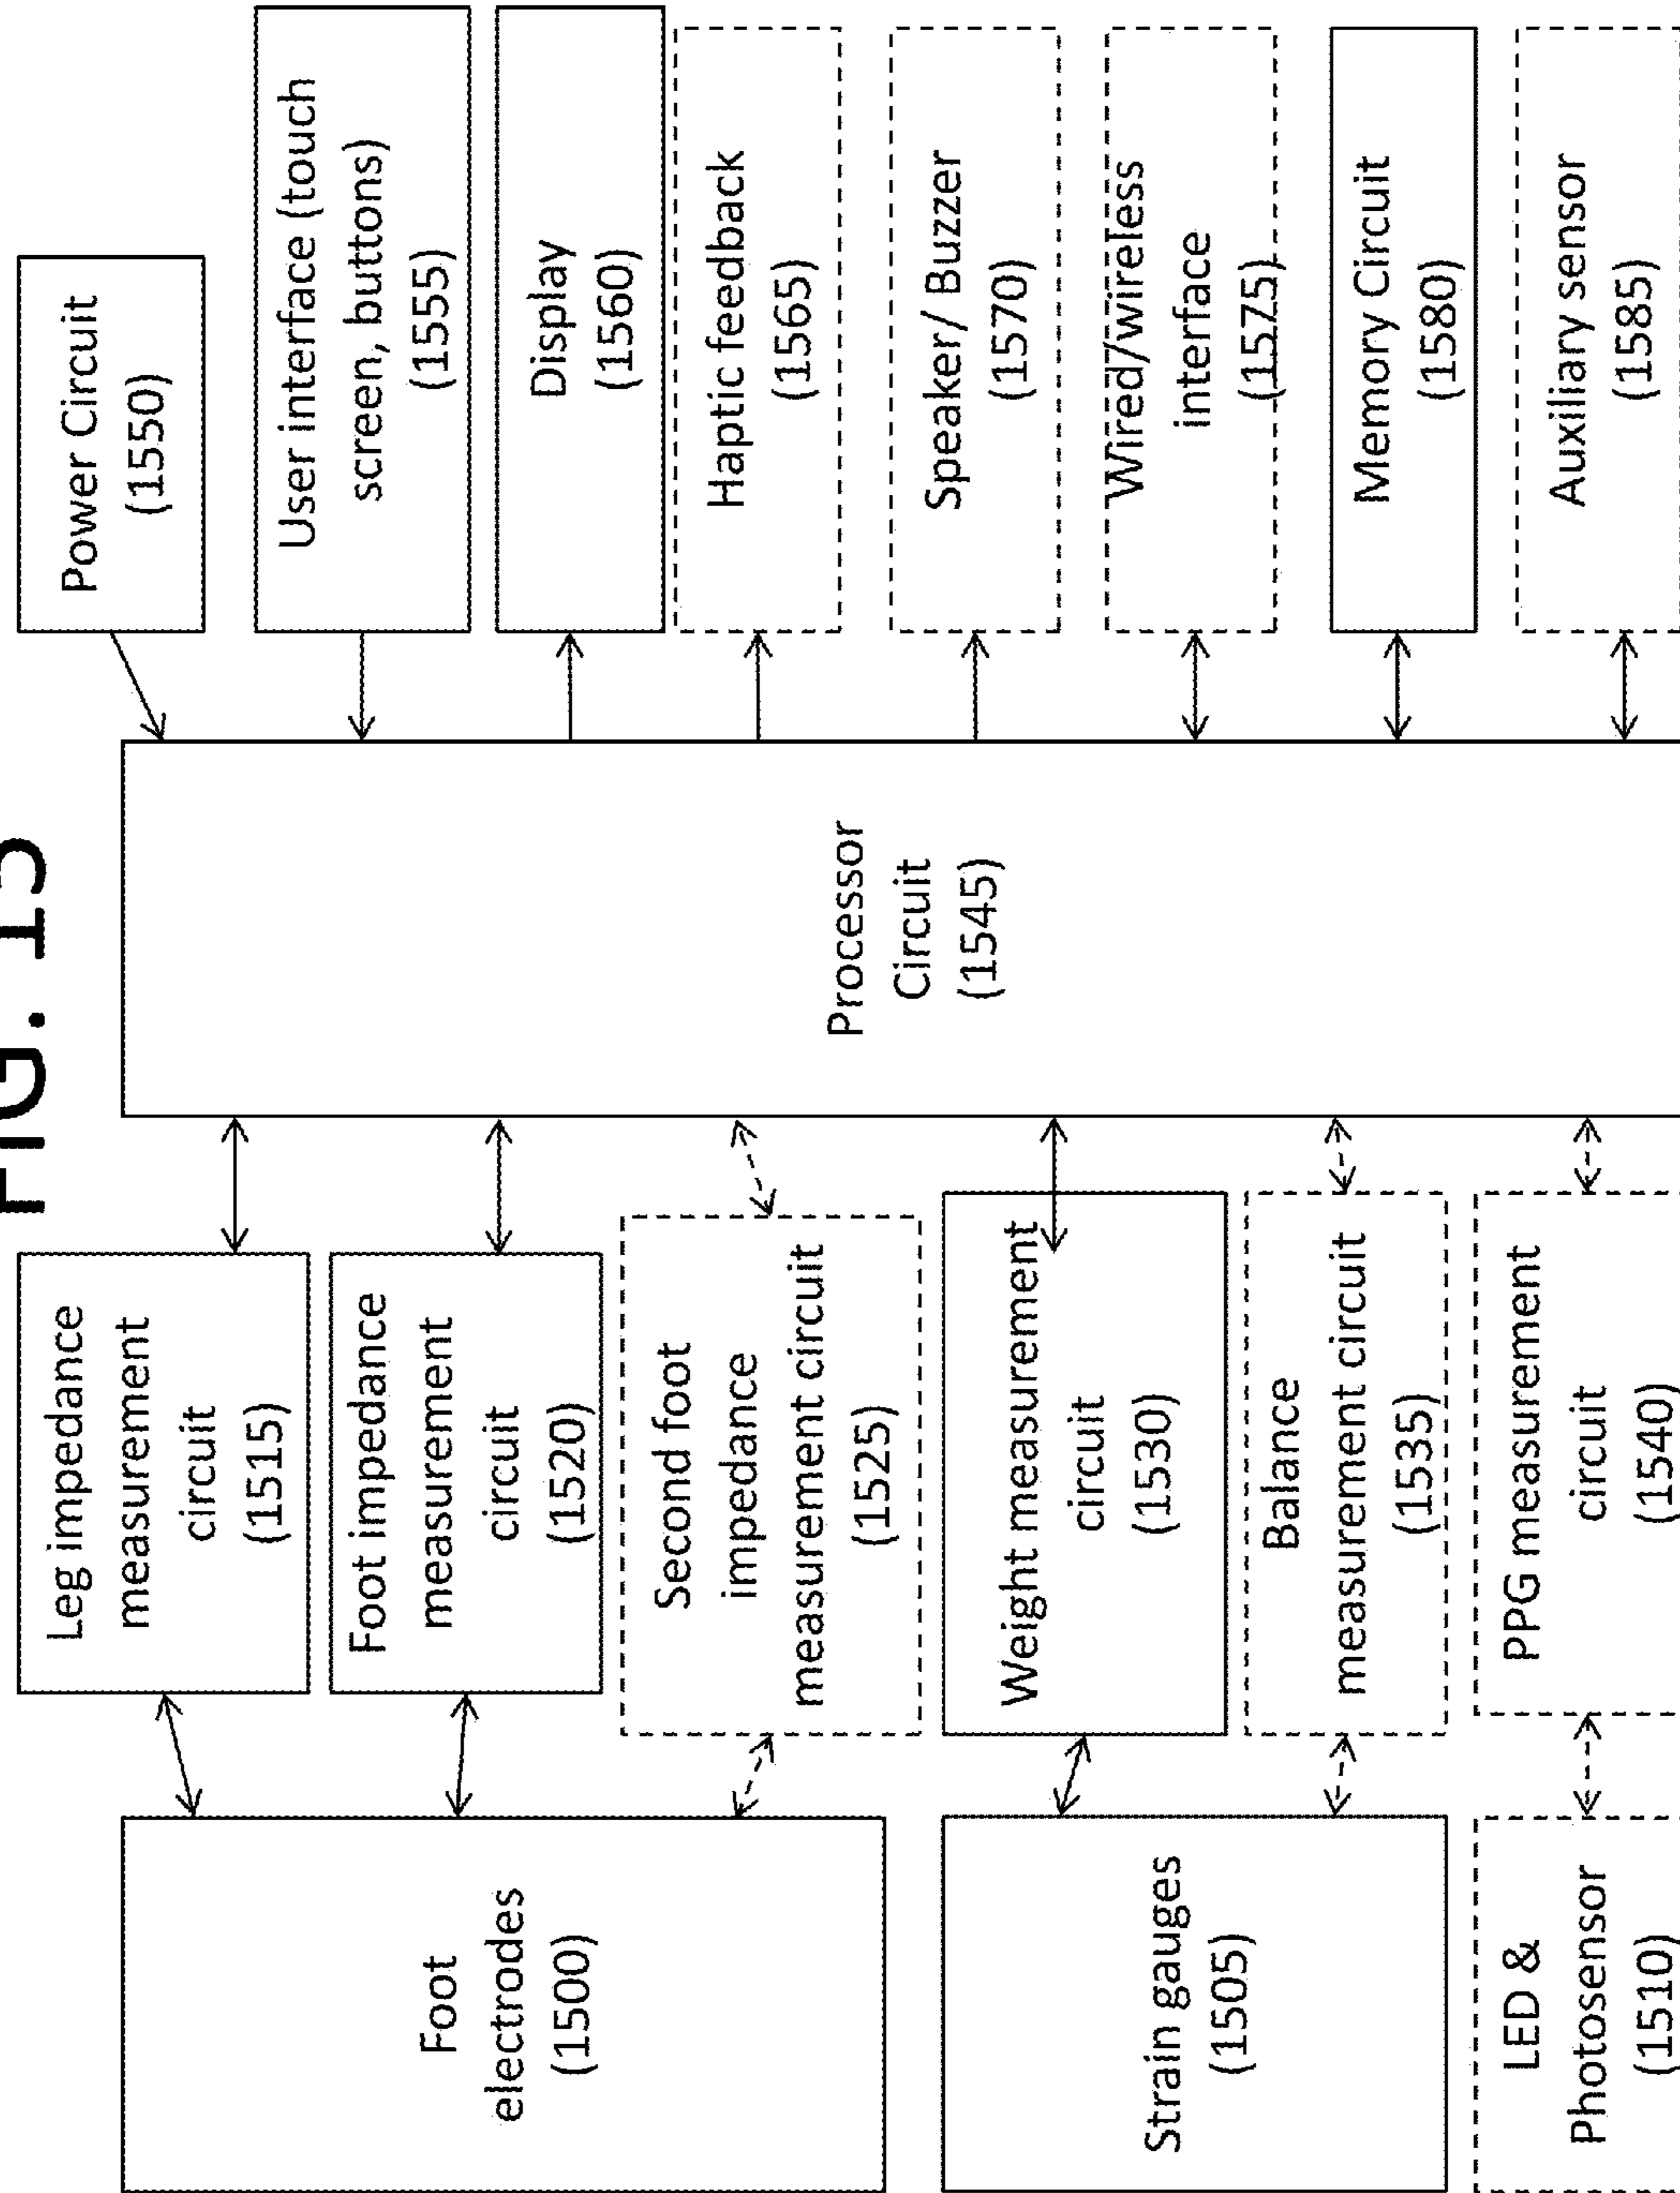 FIG. 15
Foot
electrodes
(1500)
Strain gauges
(1505)
LED &
Photosensor
(1510)
Leg impedance
measurement
circuit
(1515)
Foot impedance
measurement
circuit
(1520)
Second foot
impedance
measurement circuit
(1525)
Weight measurement
circuit
(1530)
Balance
measurement circuit
(1535)
PPG measurement
circuit
(1540)
Processor
Circuit
(1545)
Power Circuit
(1550)
User interface (touch
screen, buttons)
(1555)
Display
(1560)
Haptic feedback
(1565)
Speaker/ Buzzer
(1570)
Wired/wireless
interface
(1575)
Memory Circuit
(1580)
Auxiliary sensor
(1585)